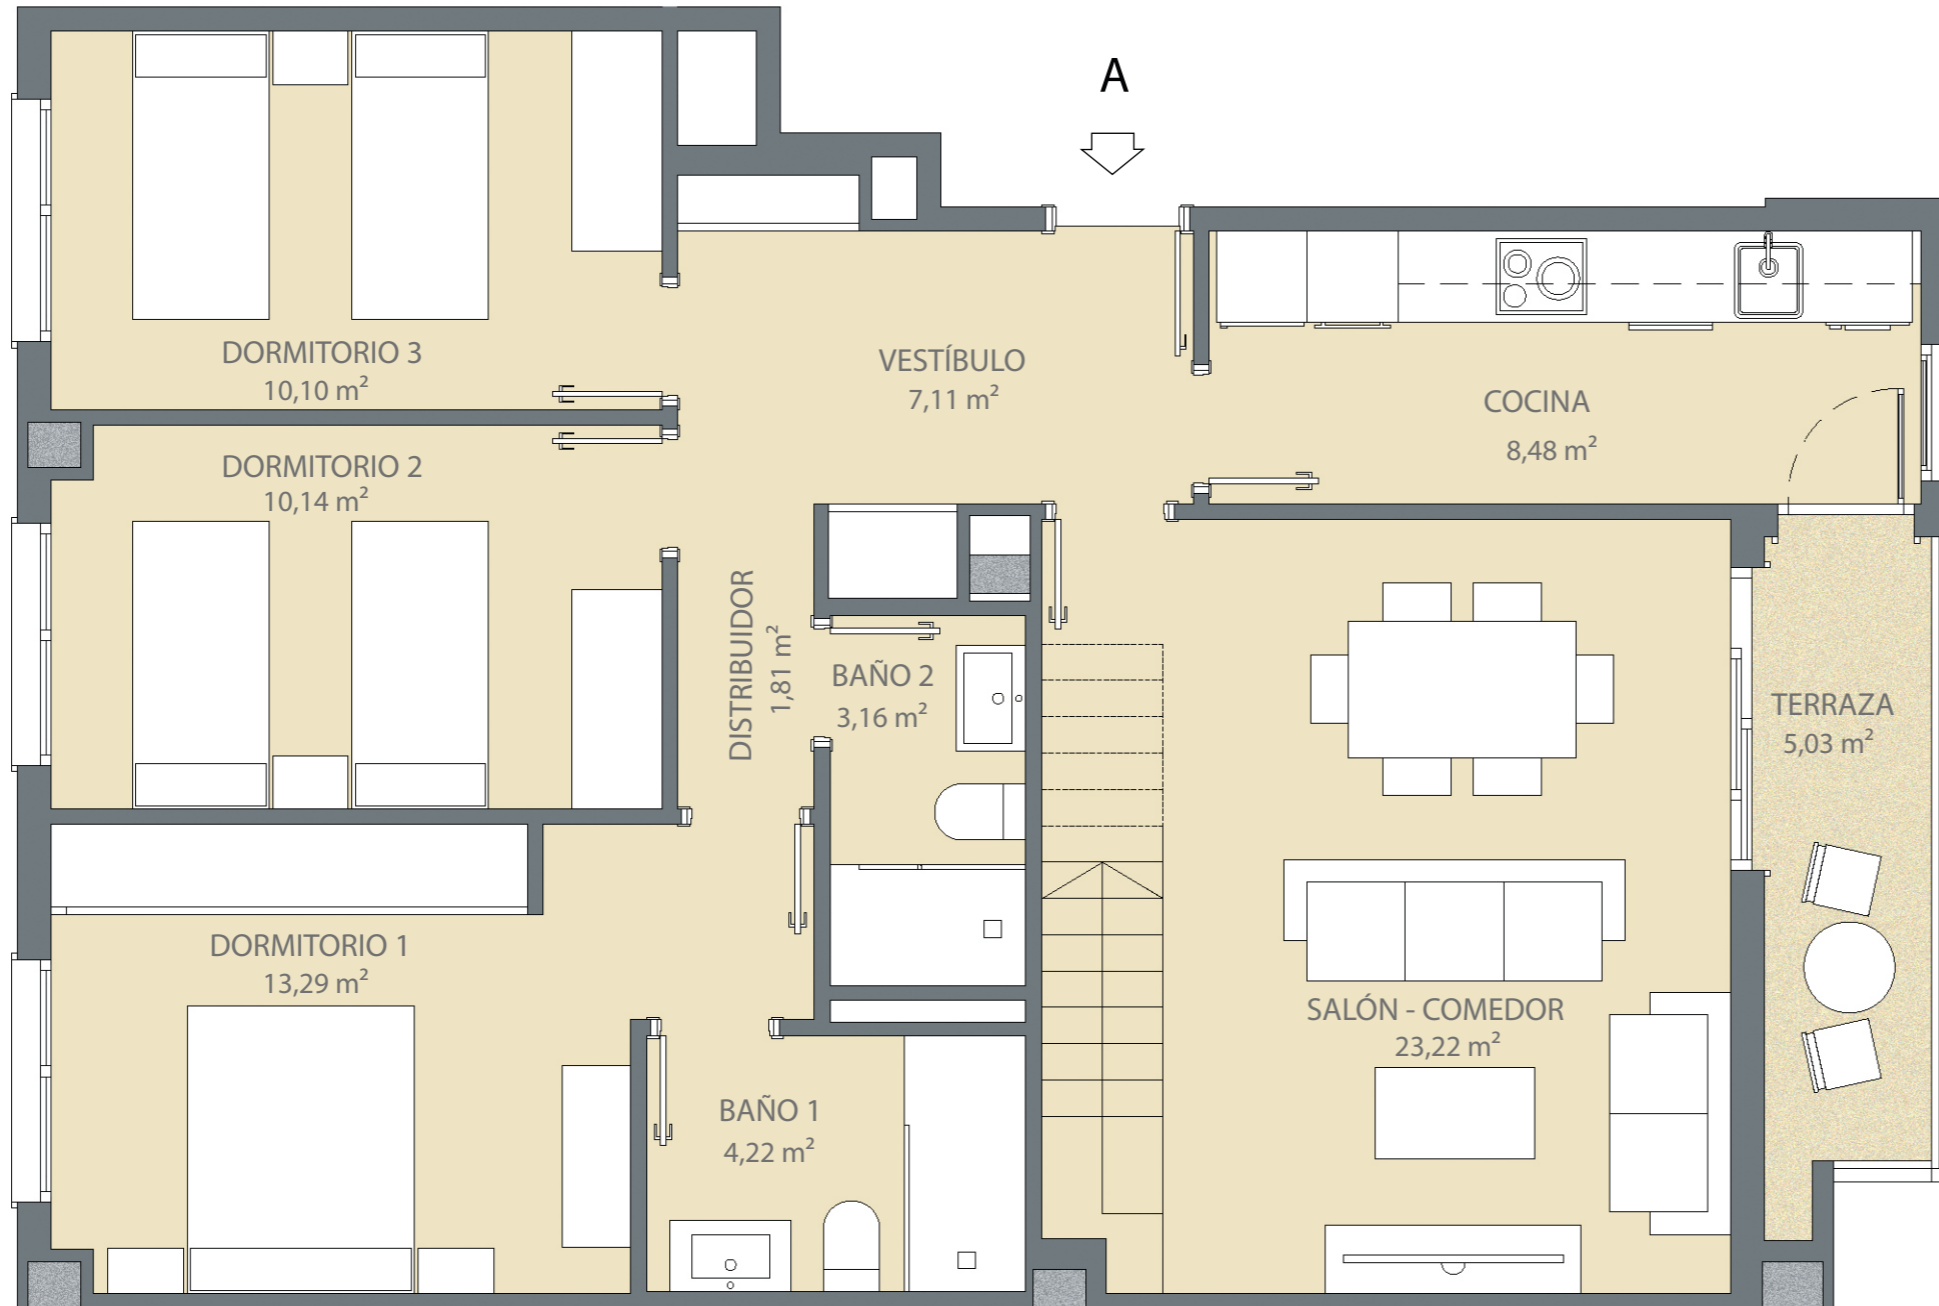 A
DORMITORIO 3
10,10 m²
VESTÍBULO
7,11 m²
COCINA
8,48 m²
DORMITORIO 2
10,14 m²
DISTRIBUIDOR
1,81 m²
BAÑO 2
3,16 m²
TERRAZA
5,03 m²
DORMITORIO 1
13,29 m²
SALÓN - COMEDOR
23,22 m²
BAÑO 1
4,22 m²